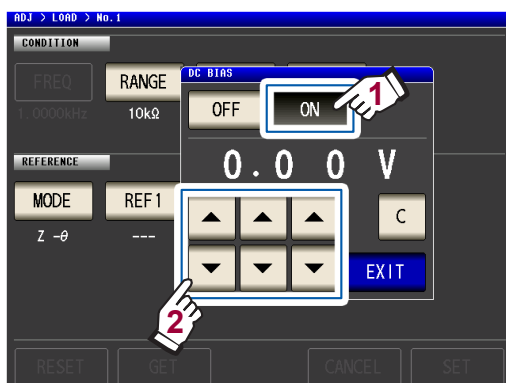 ADJ > LOAD > No.1
CONDITION
FREQ RANGE
1.0000kHz 10kΩ
DC BIAS
OFF ON
1
0.00 V
REFERENCE
MODE REF1
Z -θ ---
C
EXIT
2
RESET GET CANCEL SET